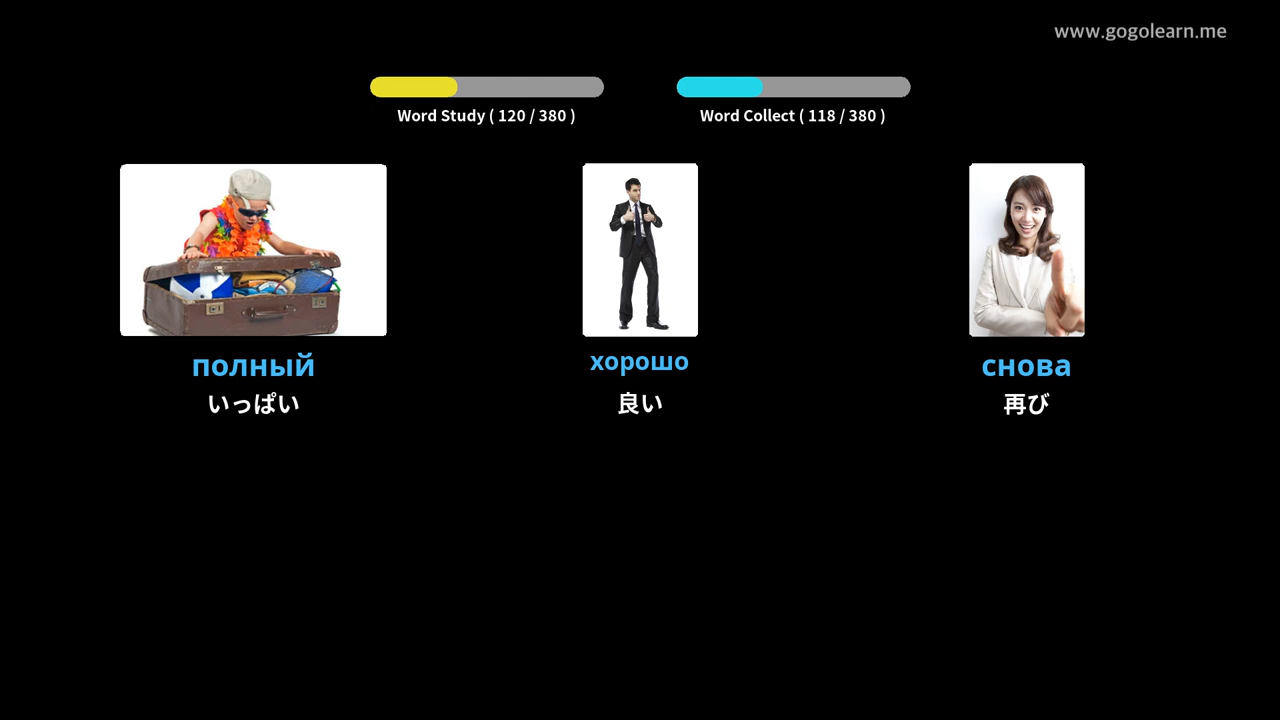 www.gogolearn.me
Word Study ( 120 / 380 )
Word Collect ( 118 / 380 )
полный
хорошо
снова
いっぱい
良い
再び